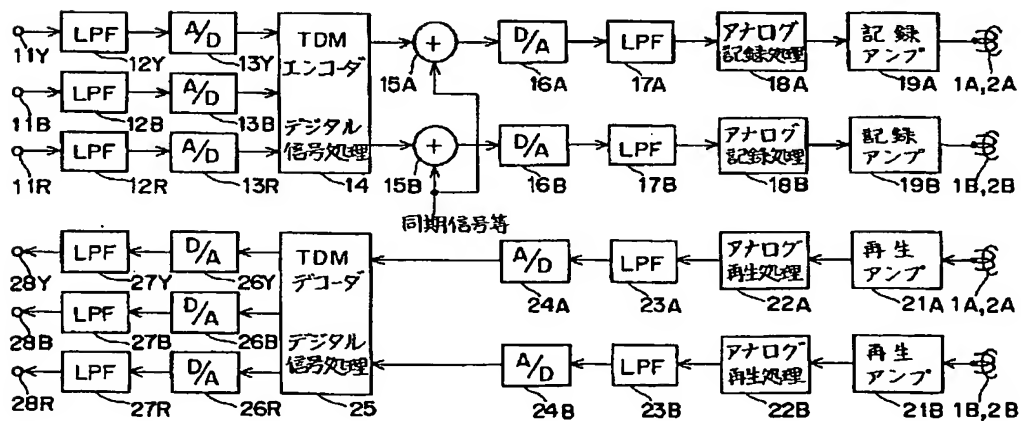 LPF A/D TDM D/A LPF アナログ 記録
エンコーダ 記録処理 アンプ
11Y 12Y 13Y 15A 16A 17A 18A 19A 1A,2A
LPF A/D
11B 12B 13B
LPF A/D デジタル D/A LPF アナログ 記録
信号処理 記録処理 アンプ
11R 12R 13R 14 15B 16B 17B 18B 19B 1B,2B
同期信号等
LPF D/A TDM A/D LPF アナログ 再生
デコーダ 再生処理 アンプ
28Y 27Y 26Y 24A 23A 22A 21A 1A,2A
LPF D/A
28B 27B 26B
LPF D/A デジタル A/D LPF アナログ 再生
信号処理 再生処理 アンプ
28R 27R 26R 25 24B 23B 22B 21B 1B,2B